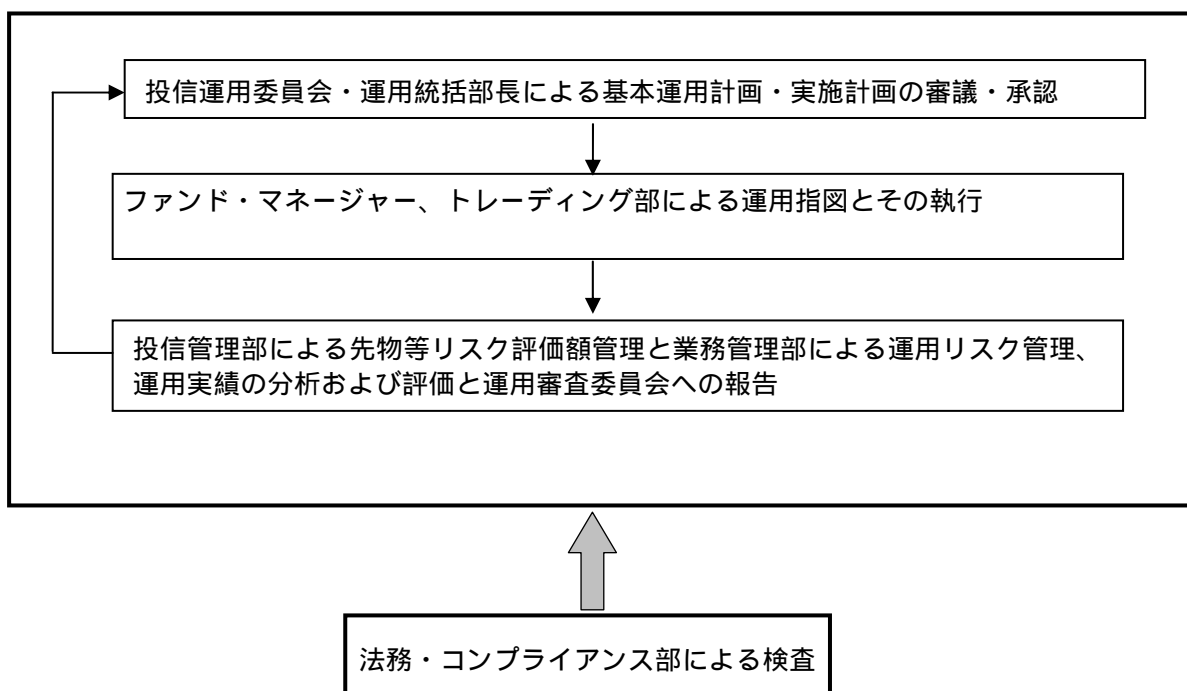 投信運用委員会・運用統括部長による基本運用計画・実施計画の審議・承認
ファンド・マネージャー、トレーディング部による運用指図とその執行
投信管理部による先物等リスク評価額管理と業務管理部による運用リスク管理、
運用実績の分析および評価と運用審査委員会への報告
法務・コンプライアンス部による検査